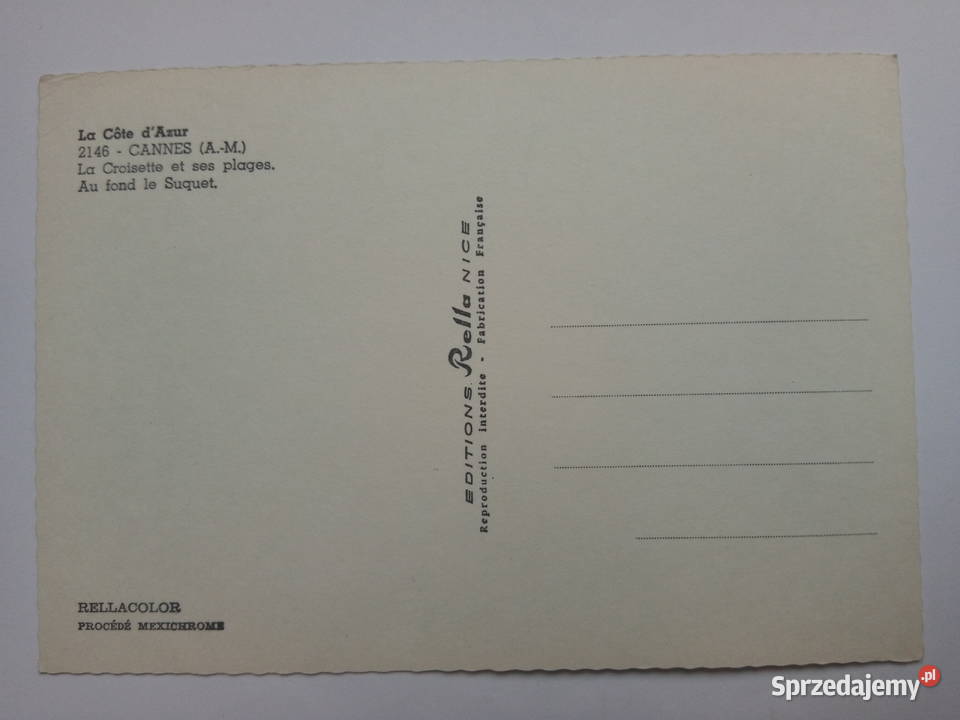 La Côte d'Azur
2146 - CANNES (A.-M.)
La Croisette et ses plages.
Au fond le Suquet.
EDITIONS Rella NICE
Reproduction interdite - Fabrication Française
RELLACOLOR
PROCÉDÉ MEXICHROME
Sprzedajemy.pl